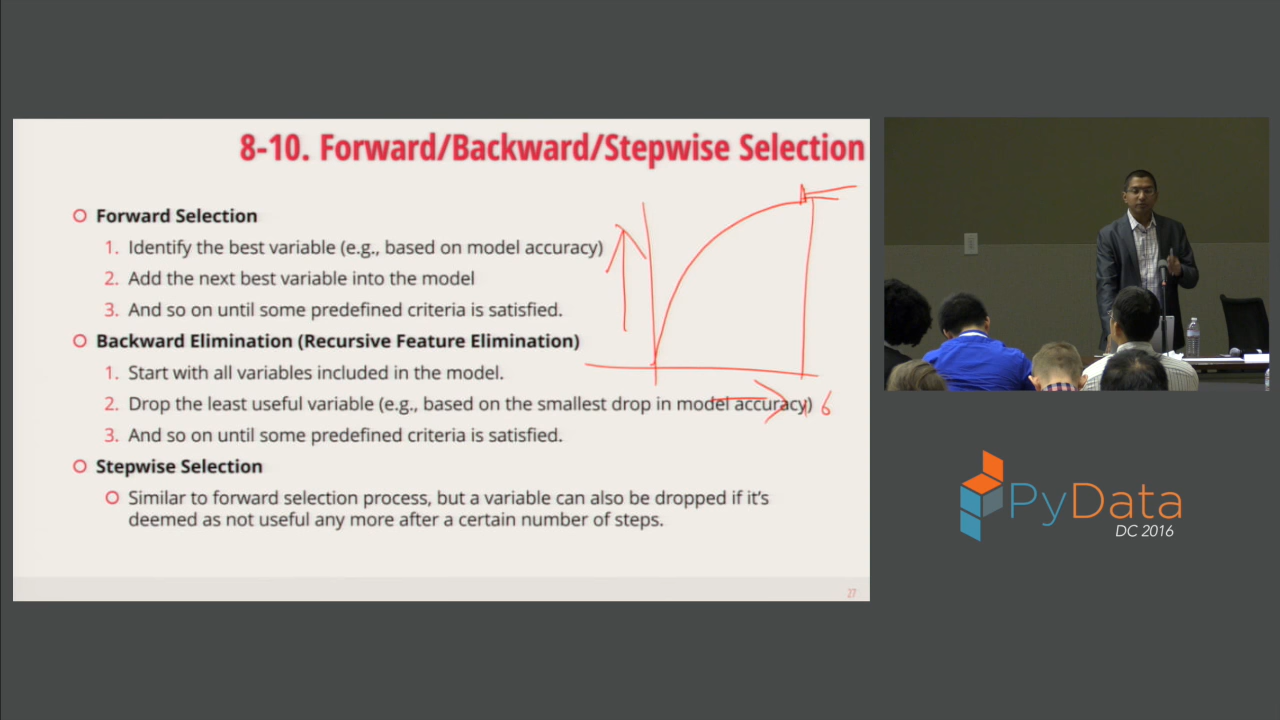 8-10. Forward/Backward/Stepwise Selection
Forward Selection
1. Identify the best variable (e.g., based on model accuracy)
2. Add the next best variable into the model
3. And so on until some predefined criteria is satisfied.
Backward Elimination (Recursive Feature Elimination)
1. Start with all variables included in the model.
2. Drop the least useful variable (e.g., based on the smallest drop in model accuracy)
3. And so on until some predefined criteria is satisfied.
Stepwise Selection
Similar to forward selection process, but a variable can also be dropped if it's
deemed as not useful any more after a certain number of steps.
27
PyData
DC 2016